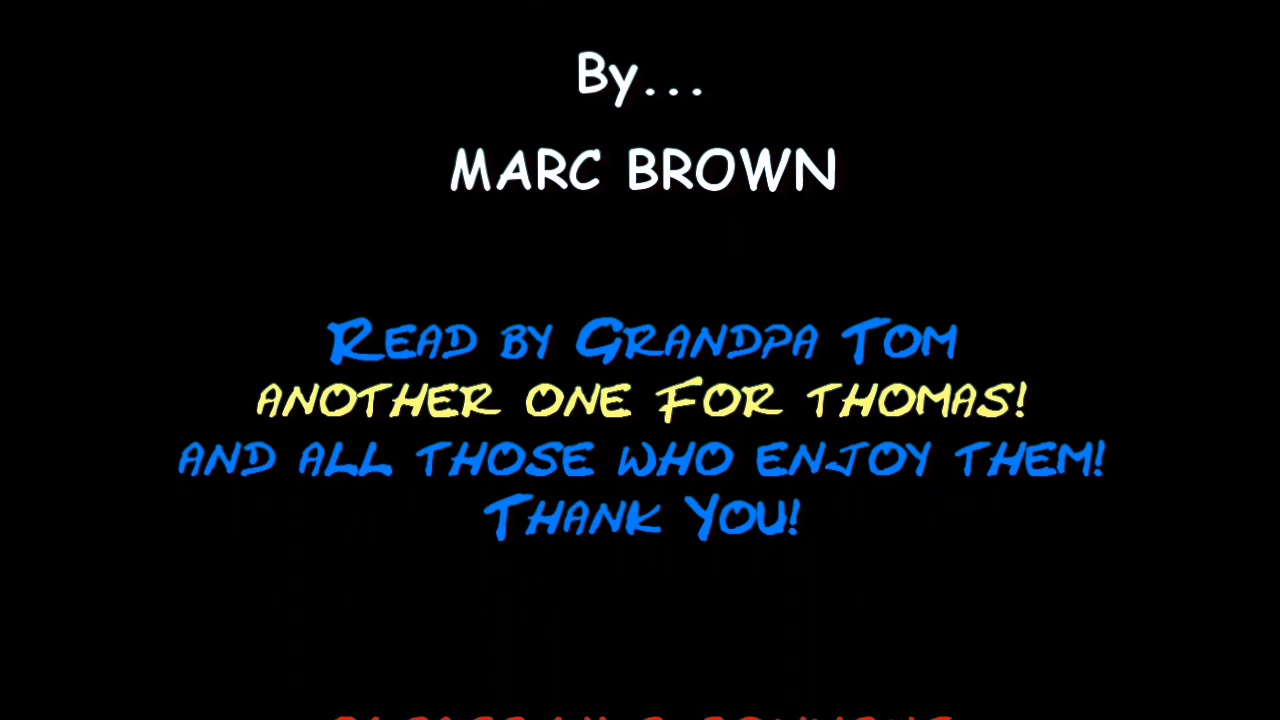 By...
MARC BROWN
READ BY GRANDPA TOM
ANOTHER ONE FOR THOMAS!
AND ALL THOSE WHO ENJOY THEM!
THANK YOU!